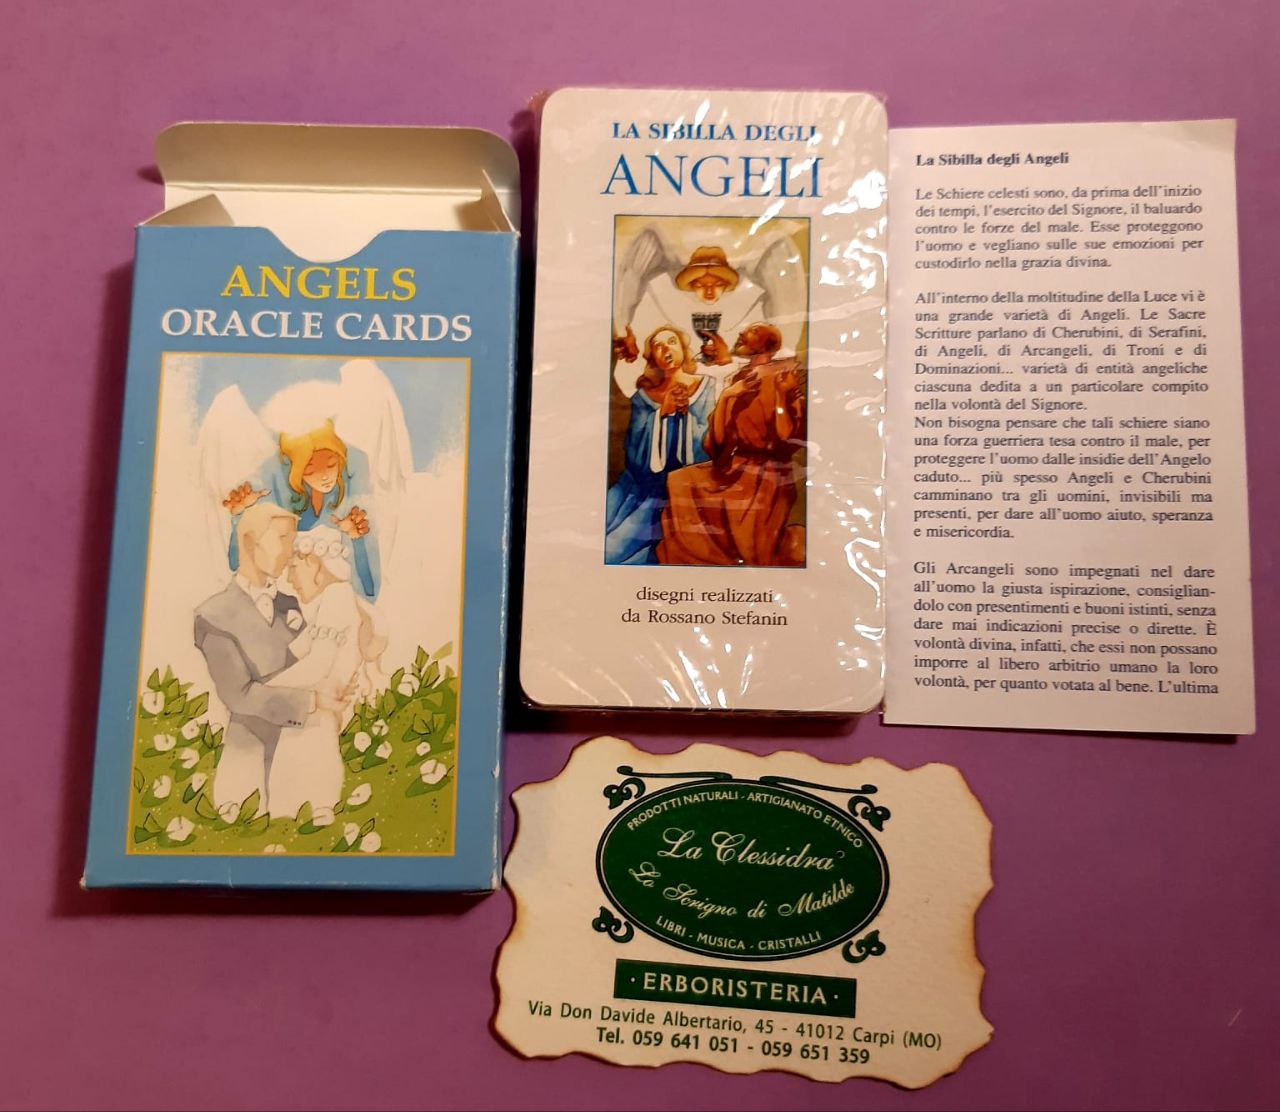 ANGELS
ORACLE CARDS
LA SIBILLA DEGLI
ANGELI
disegni realizzati
da Rossano Stefanin
La Sibilla degli Angeli
Le Schiere celesti sono, da prima dell'inizio
dei tempi, l'esercito del Signore, il baluardo
contro le forze del male. Esse proteggono
l'uomo e vegliano sulle sue emozioni per
custodirlo nella grazia divina.
All'interno della moltitudine della Luce vi è
una grande varietà di Angeli. Le Sacre
Scritture parlano di Cherubini, di Serafini,
di Angeli, di Arcangeli, di Troni e di
Dominazioni... varietà di entità angeliche
ciascuna dedita a un particolare compito
nella volontà del Signore.
Non bisogna pensare che tali schiere siano
una forza guerriera tesa contro il male, per
proteggere l'uomo dalle insidie dell'Angelo
caduto... più spesso Angeli e Cherubini
camminano tra gli uomini, invisibili ma
presenti, per dare all'uomo aiuto, speranza
e misericordia.
Gli Arcangeli sono impegnati nel dare
all'uomo la giusta ispirazione, consiglian-
dolo con presentimenti e buoni istinti, senza
dare mai indicazioni precise o dirette. È
volontà divina, infatti, che essi non possano
imporre al libero arbitrio umano la loro
volontà, per quanto votata al bene. L'ultima
PRODOTTI NATURALI - ARTIGIANATO ETNICO
La Clessidra
Lo Scrigno di Matilde
LIBRI - MUSICA - CRISTALLI
· ERBORISTERIA ·
Via Don Davide Albertario, 45 - 41012 Carpi (MO)
Tel. 059 641 051 - 059 651 359